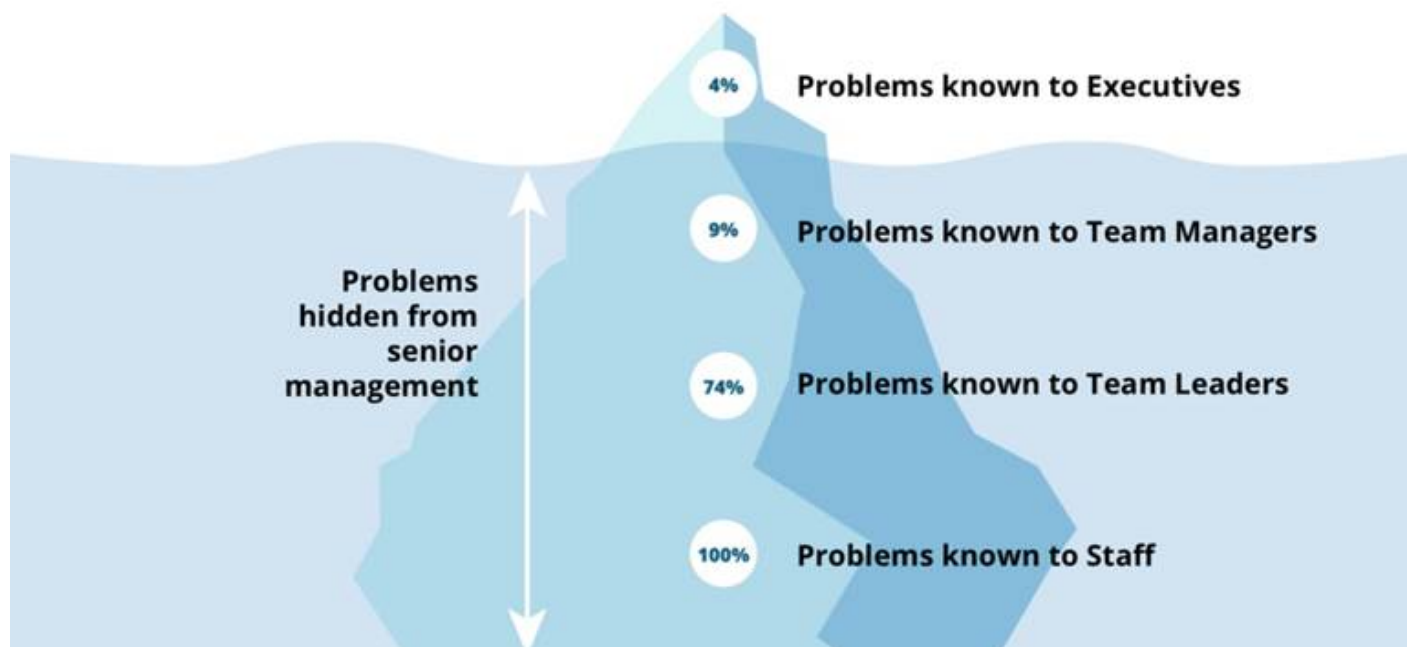 4%
Problems known to Executives
9%
Problems known to Team Managers
Problems
hidden from
senior
management
74%
Problems known to Team Leaders
100%
Problems known to Staff